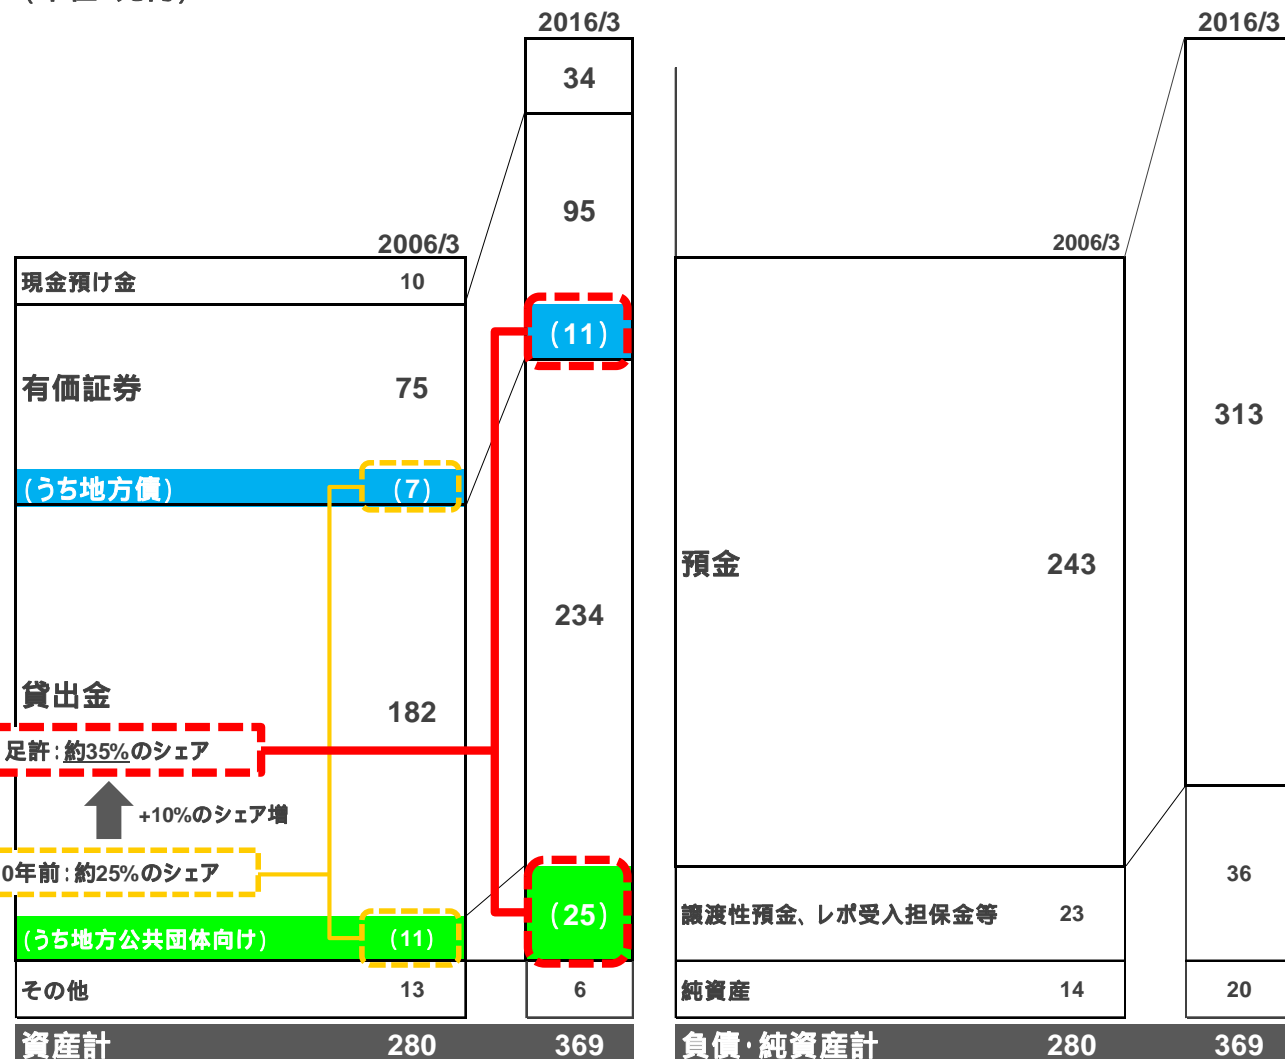 2016/3
34
95
(11)
234
(25)
6
369
2006/3
現金預け金 10
有価証券 75
(うち地方債) (7)
貸出金 182
足許:約35%のシェア
+10%のシェア増
0年前:約25%のシェア
(うち地方公共団体向け) (11)
その他 13
資産計 280
2016/3
313
36
20
369
2006/3
預金 243
譲渡性預金、レポ受入担保金等 23
純資産 14
負債・純資産計 280